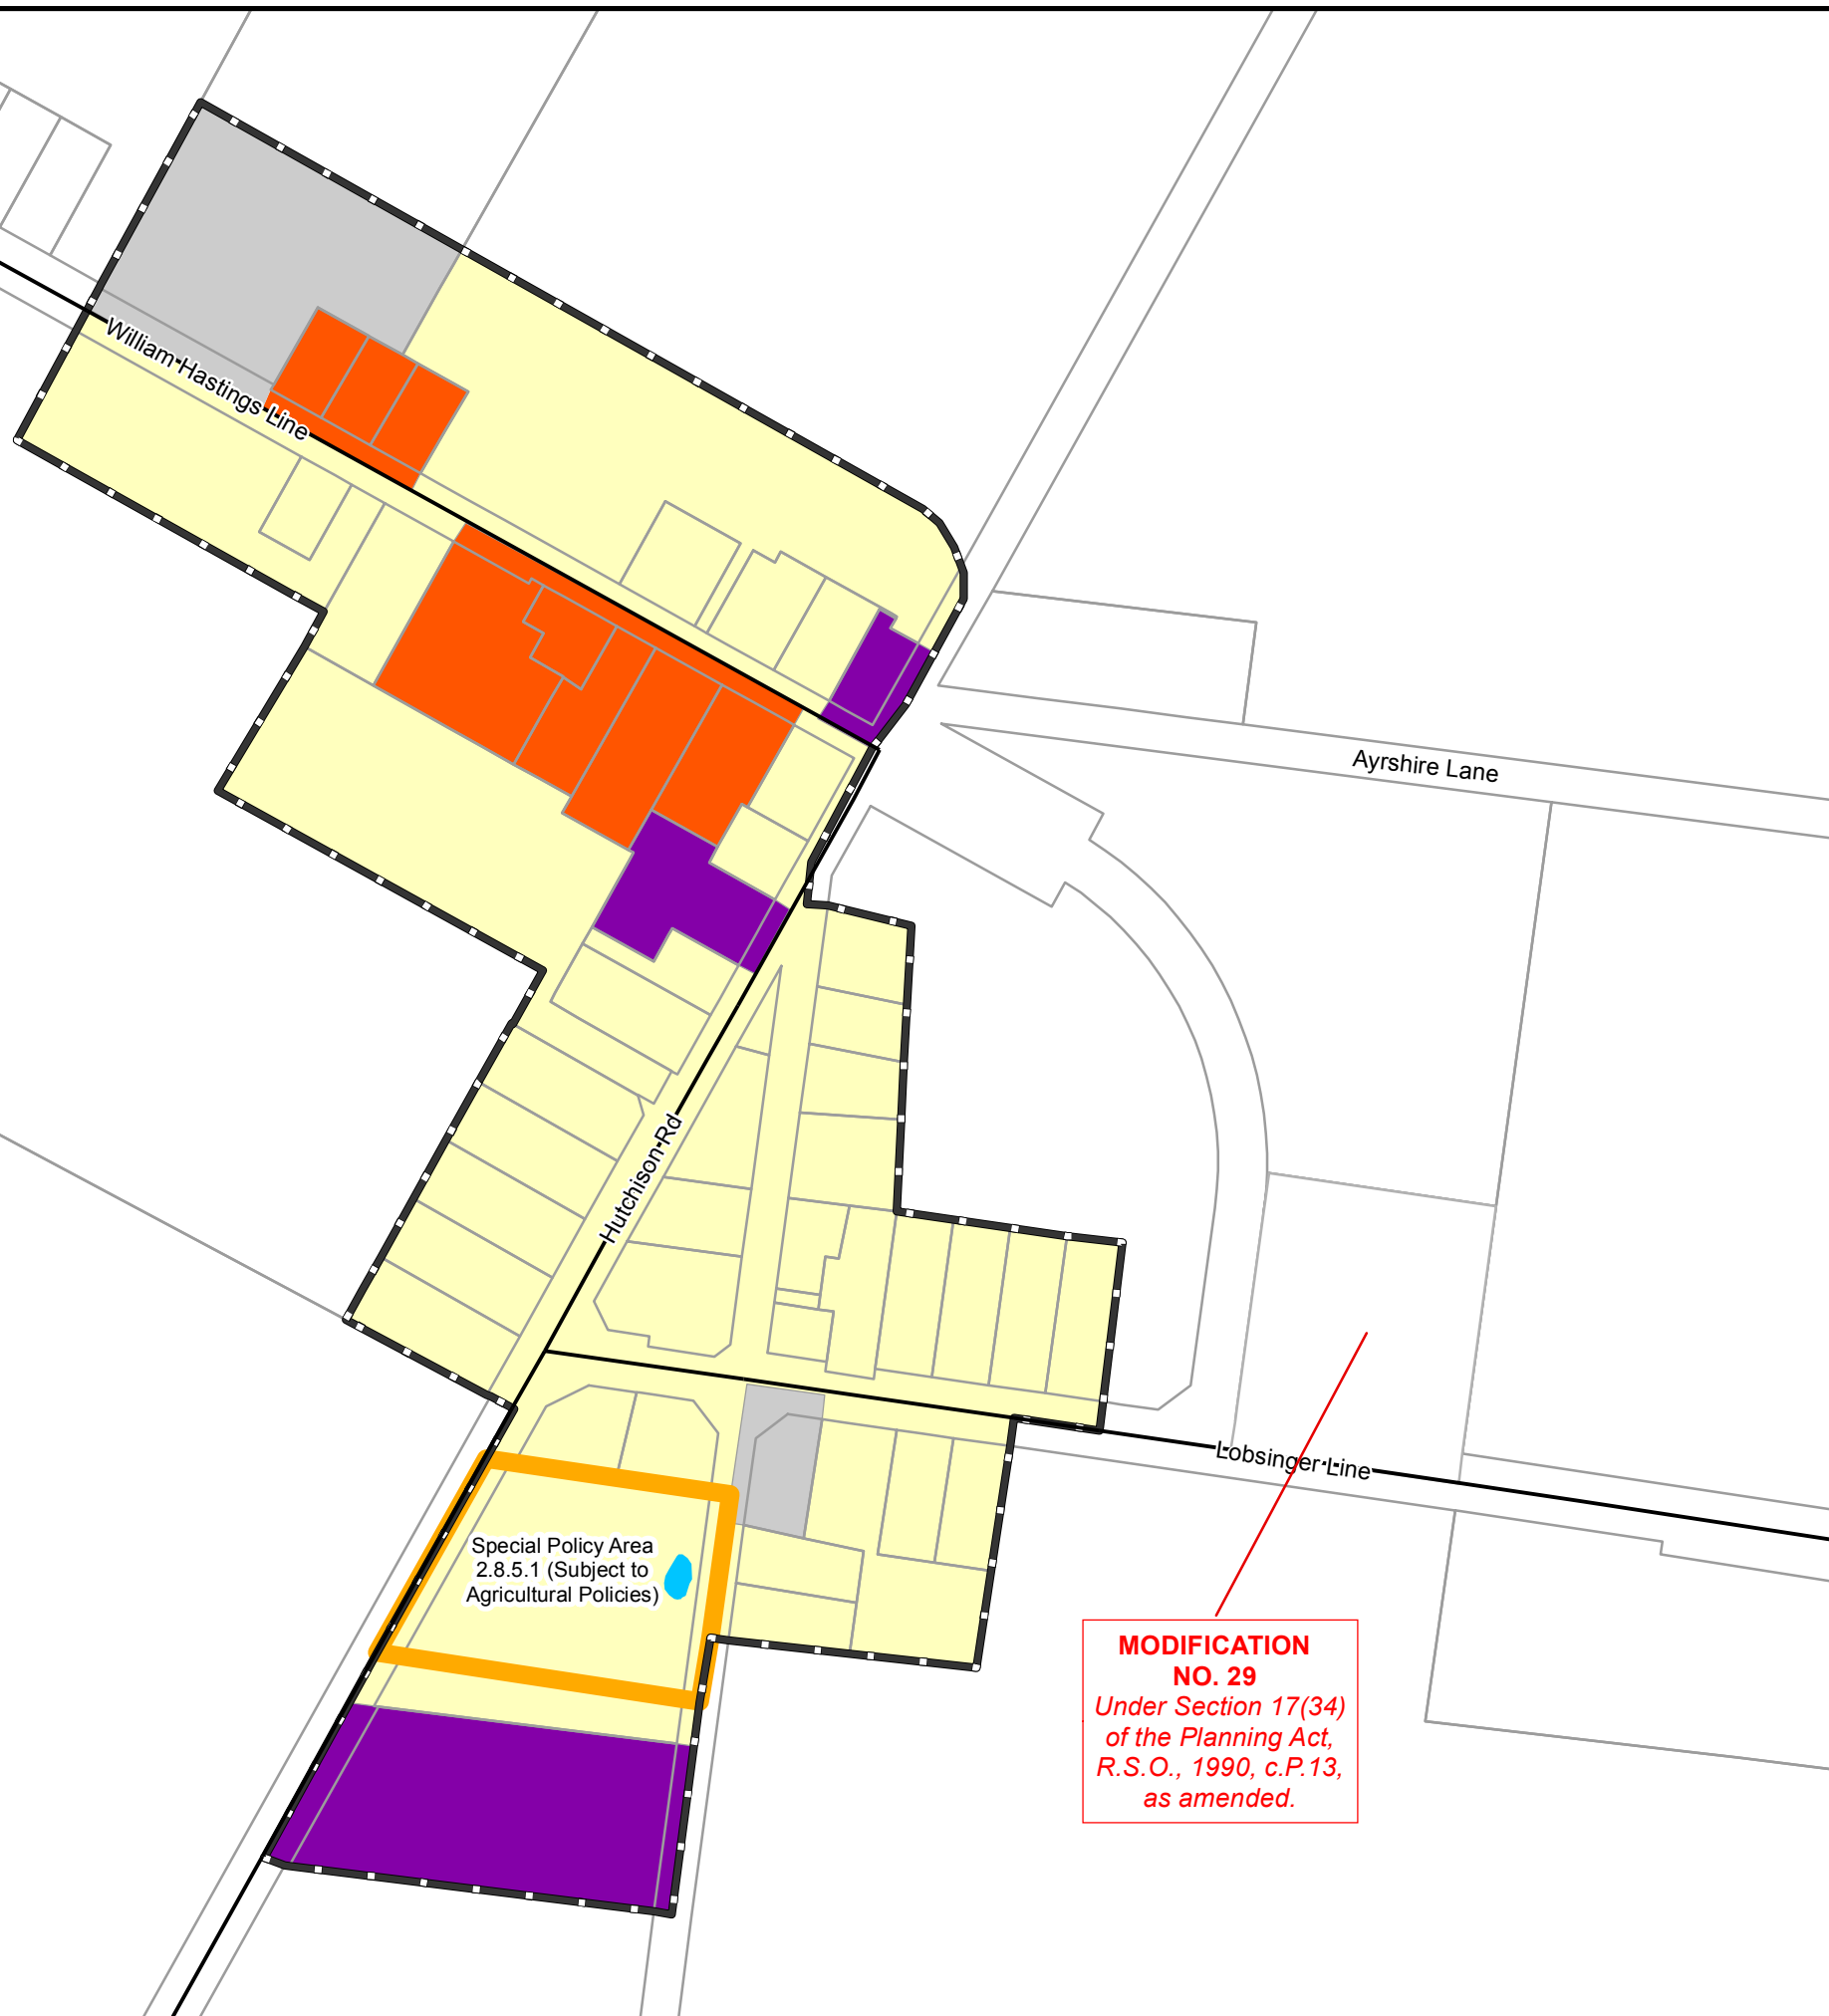 William Hastings Line
Ayrshire Lane
Hutchison Rd
Lobsinger Line
Special Policy Area
2.8.5.1 (Subject to
Agricultural Policies)
MODIFICATION
NO. 29
Under Section 17(34)
of the Planning Act,
R.S.O., 1990, c.P.13,
as amended.